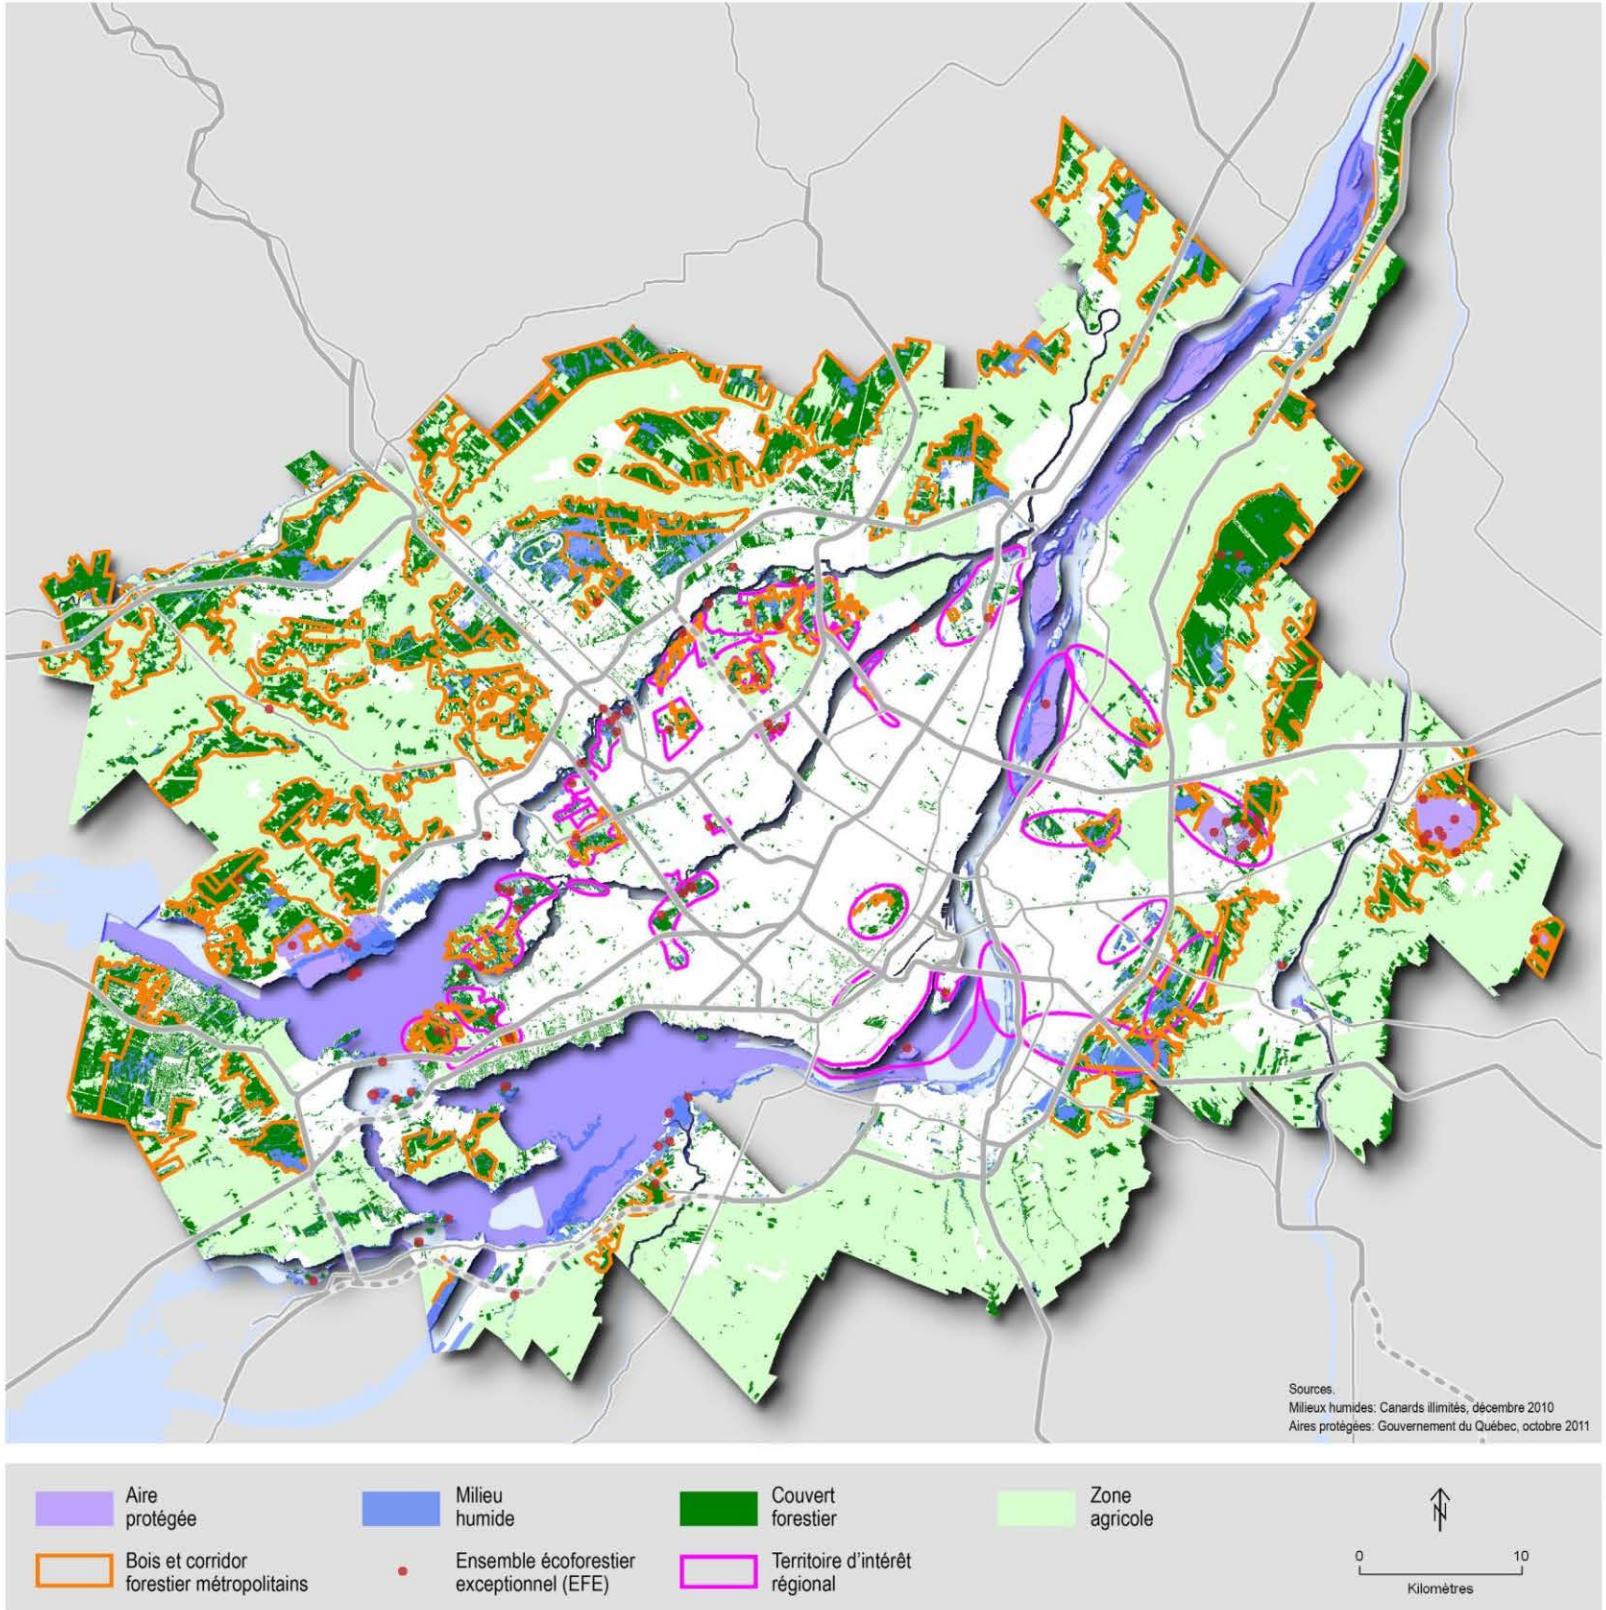 Sources.
Milieux humides: Canards illimités, décembre 2010
Aires protégées: Gouvernement du Québec, octobre 2011
Aire
protégée
Milieu
humide
Couvert
forestier
Zone
agricole
Bois et corridor
forestier métropolitains
Ensemble écoforestier
exceptionnel (EFE)
Territoire d'intérêt
régional
N
0 10
Kilomètres